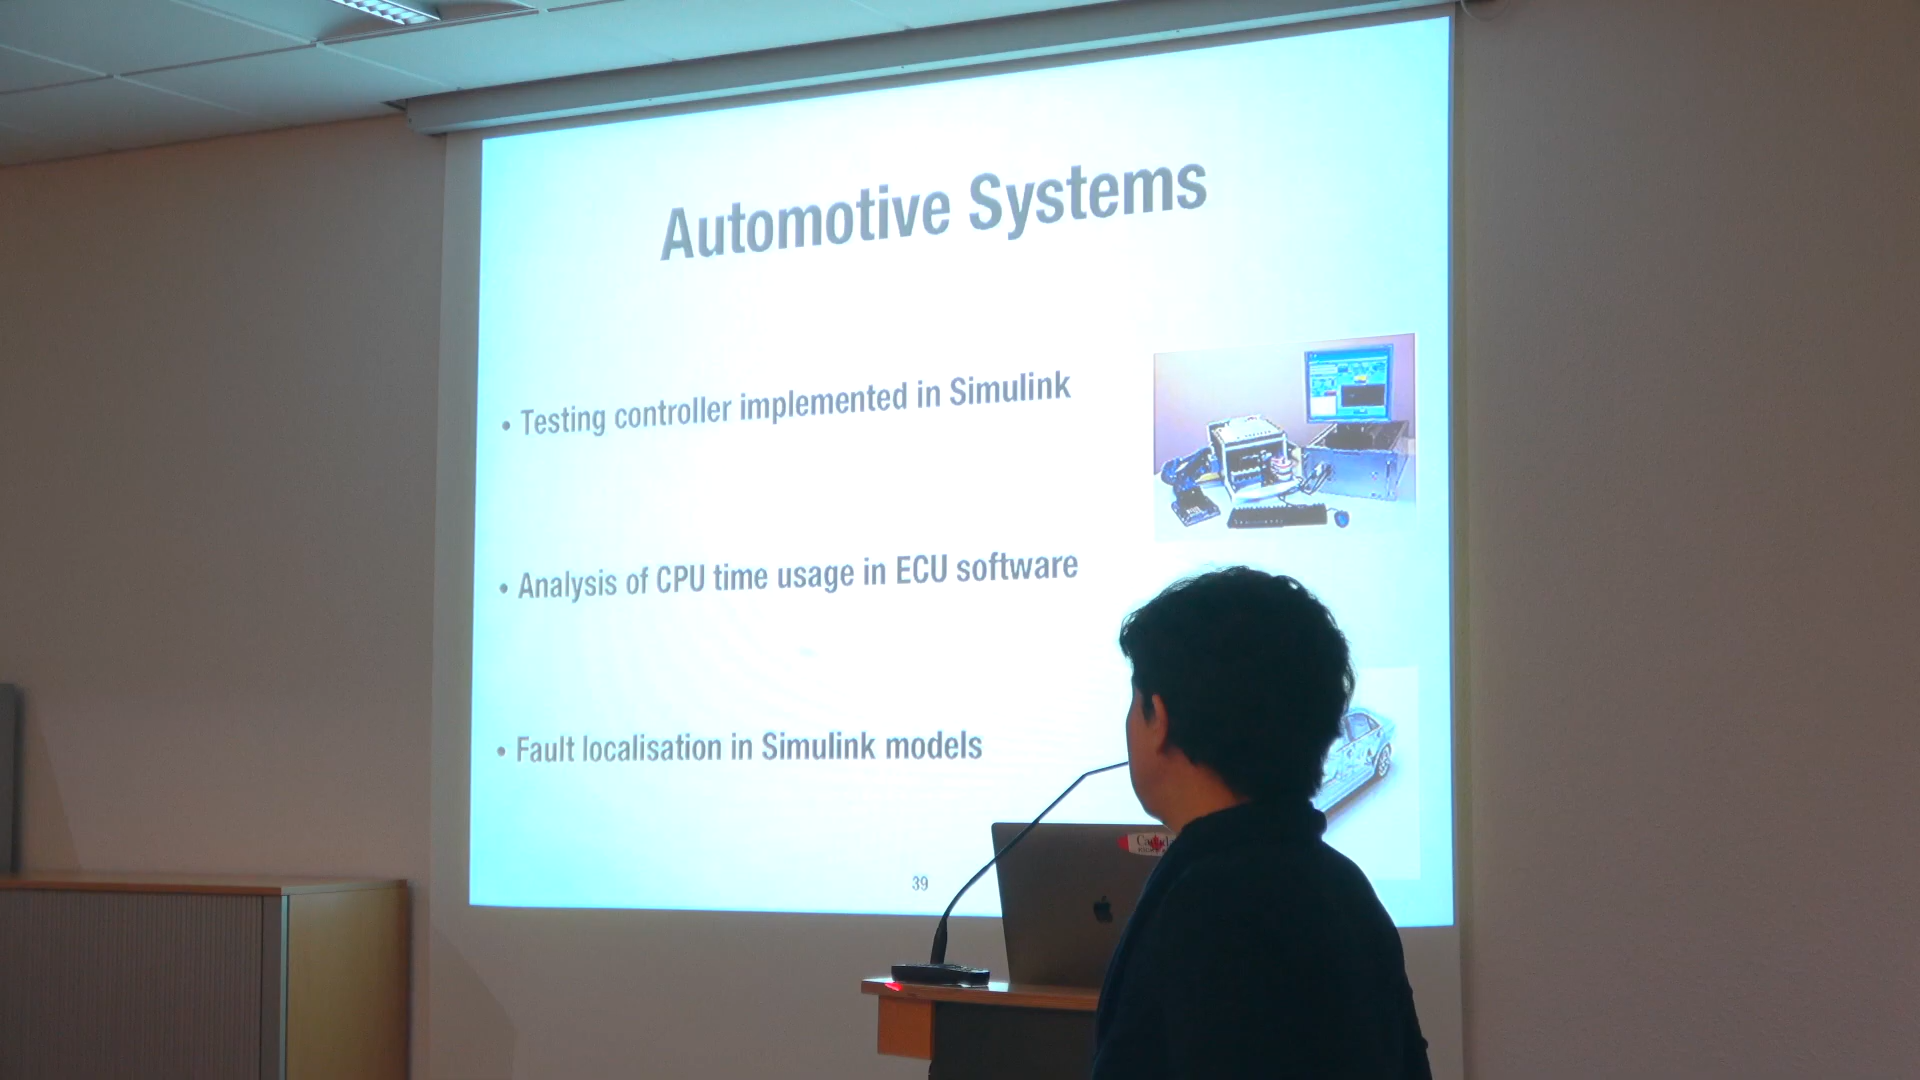 Automotive Systems
• Testing controller implemented in Simulink
• Analysis of CPU time usage in ECU software
• Fault localisation in Simulink models
39